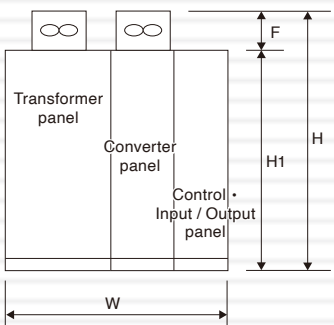 F
Transformer
panel
H
Converter
panel
H1
Control・
Input / Output
panel
W